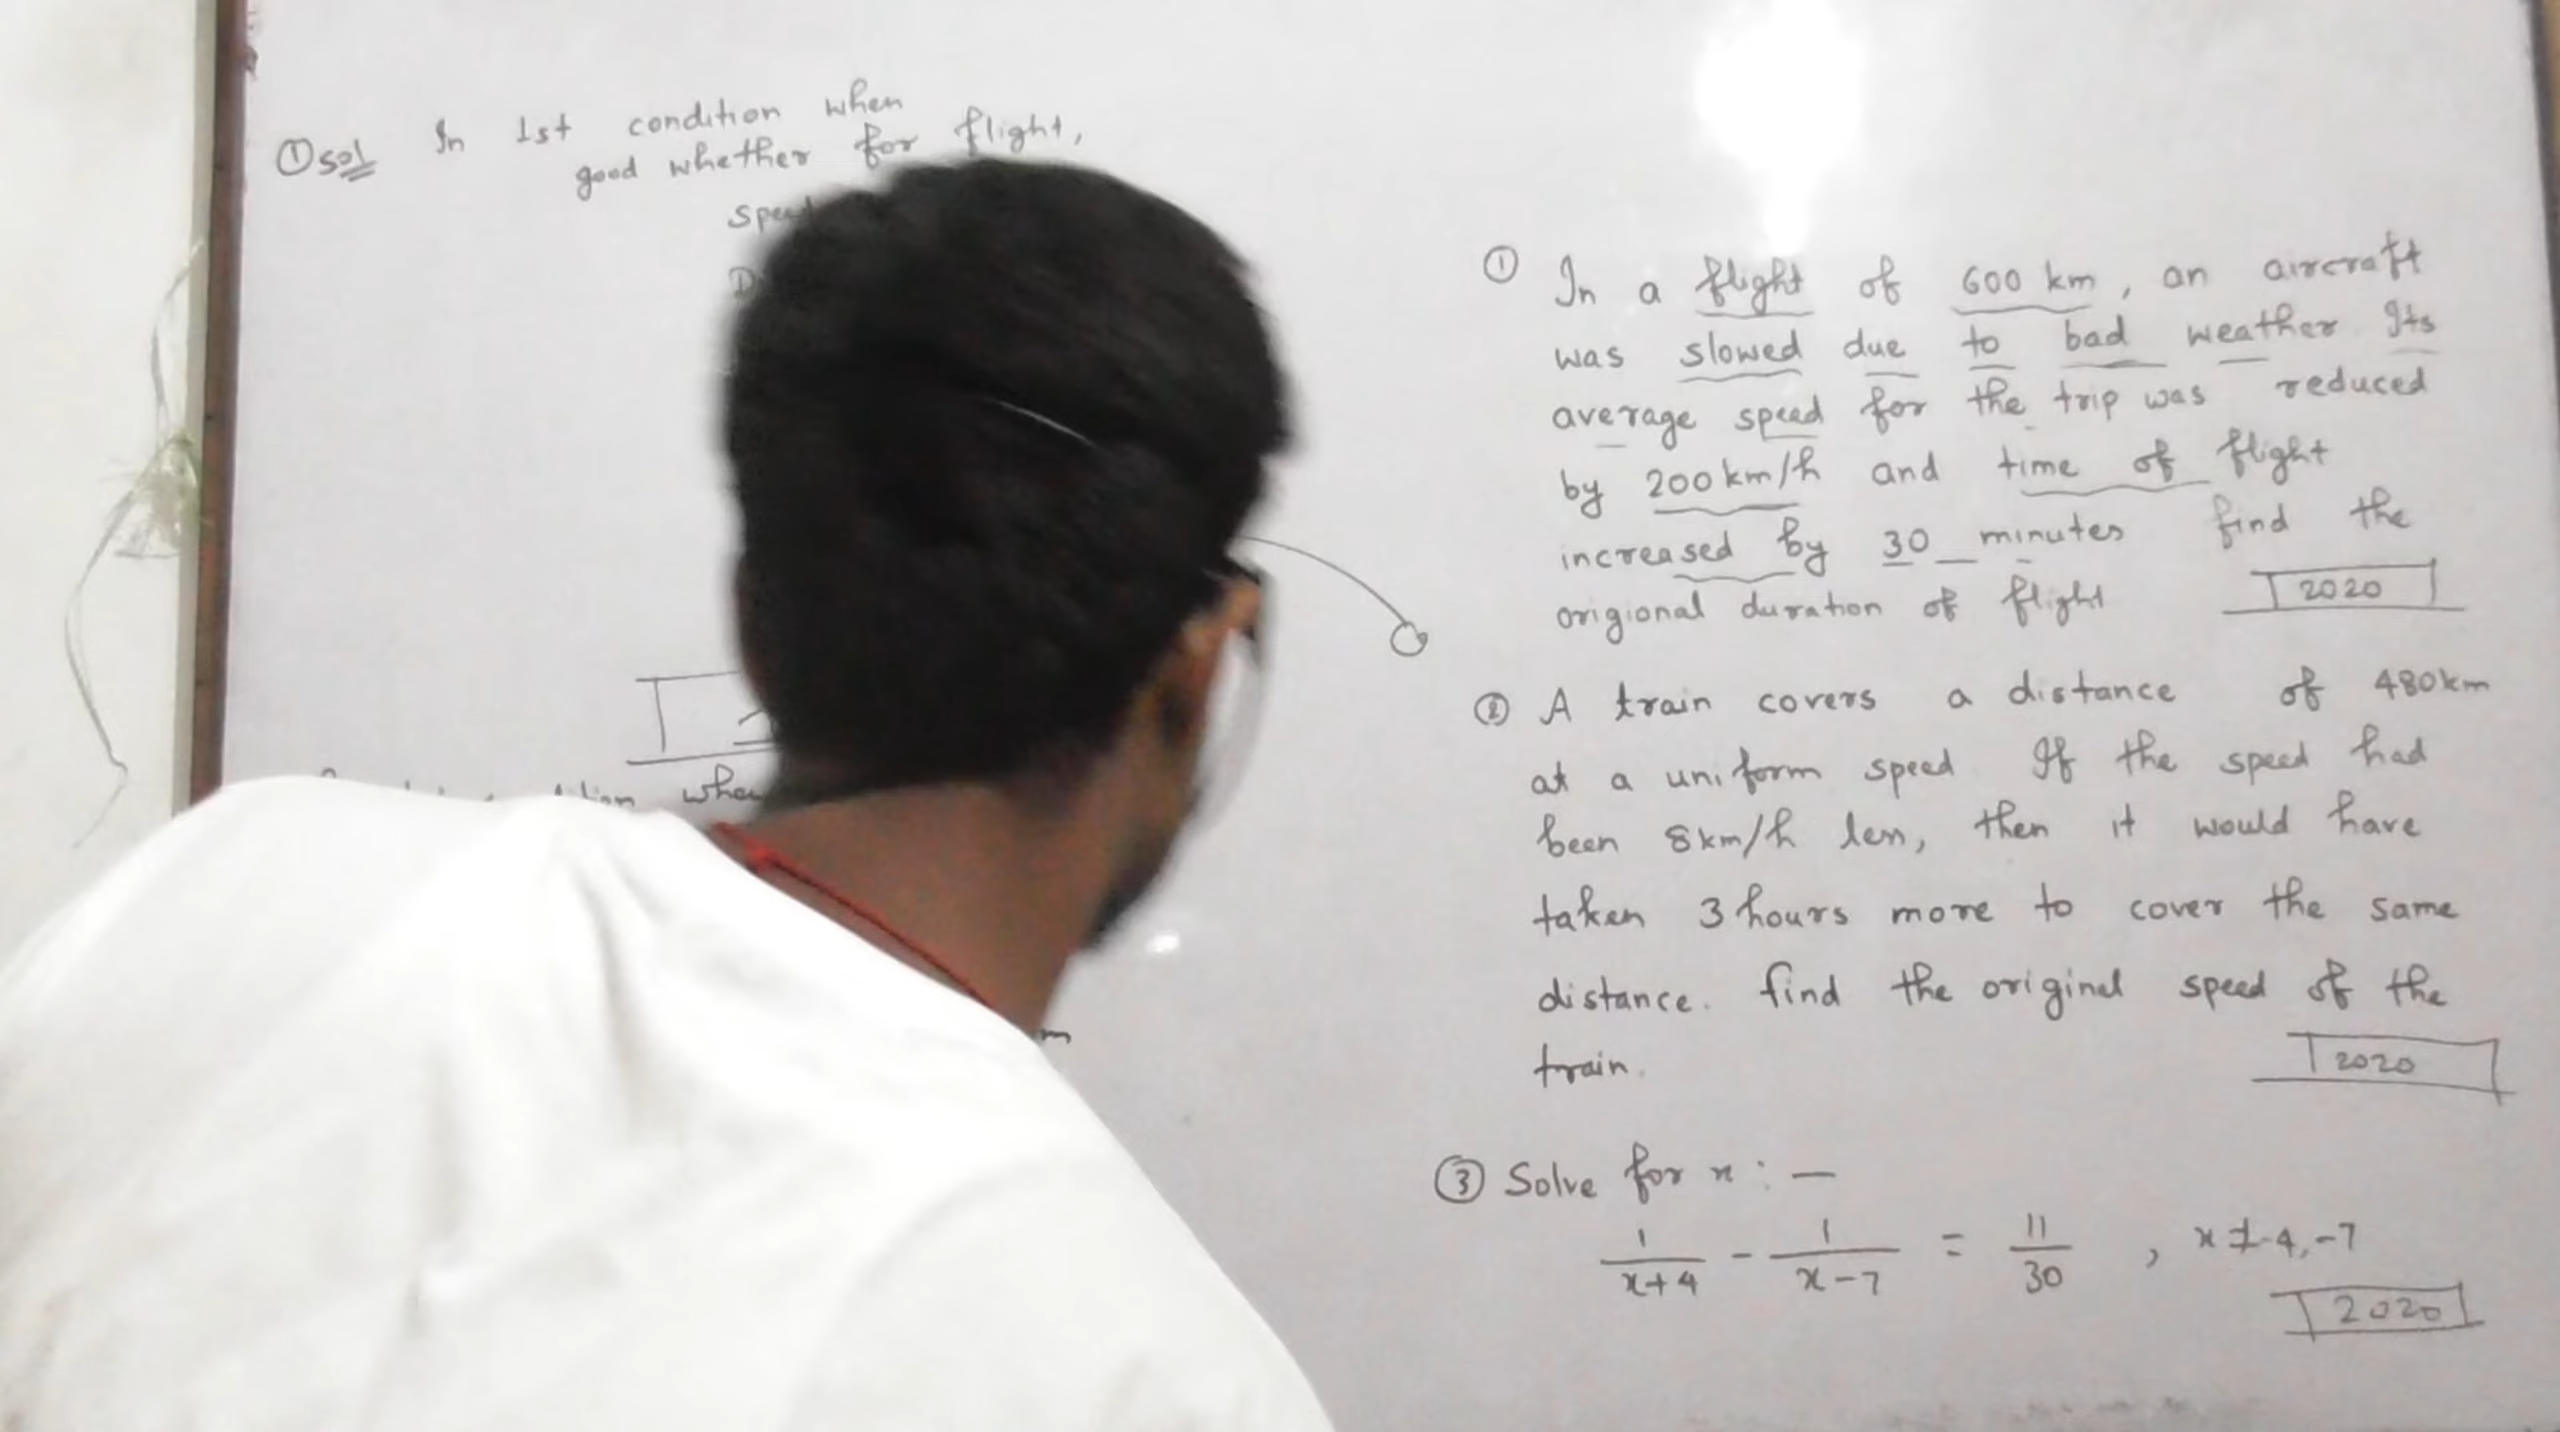 ① Sol In 1st condition when
good whether for flight,
① In a flight of 600 km, an aircraft
was slowed due to bad weather. Its
average speed for the trip was reduced
by 200 km/h and time of flight
increased by 30 minutes find the
origional duration of flight
2020
② A train covers a distance of 480km
at a uniform speed If the speed had
been 8km/h less, then it would have
taken 3 hours more to cover the same
distance. find the original speed of the
train.
2020
③ Solve for x : —
1/(x+4) - 1/(x-7) = 11/30 , x ≠ -4, -7
2020